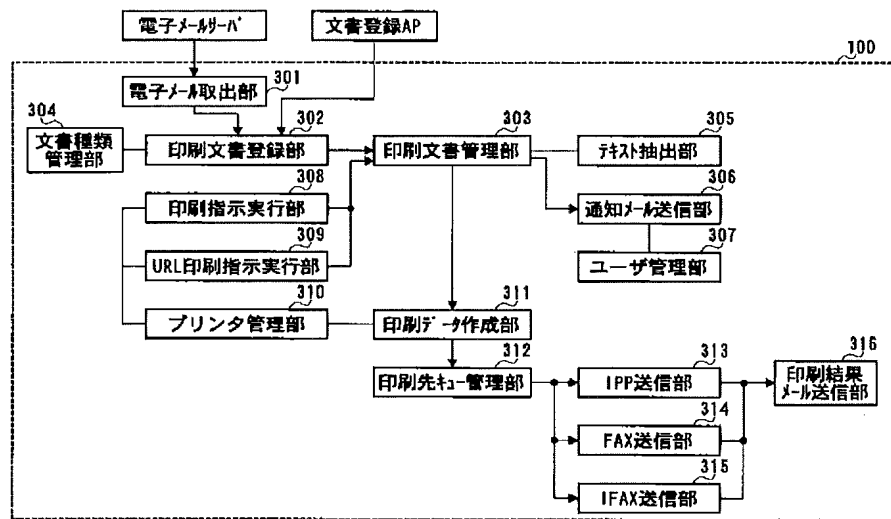 電子メールサーバ
文書登録AP
100
301
電子メール取出部
304
文書種類
管理部
302
印刷文書登録部
303
印刷文書管理部
305
テキスト抽出部
308
印刷指示実行部
306
通知メール送信部
309
URL印刷指示実行部
307
ユーザ管理部
310
プリンタ管理部
311
印刷データ作成部
312
印刷先キュー管理部
313
IPP送信部
316
印刷結果
メール送信部
314
FAX送信部
315
IFAX送信部